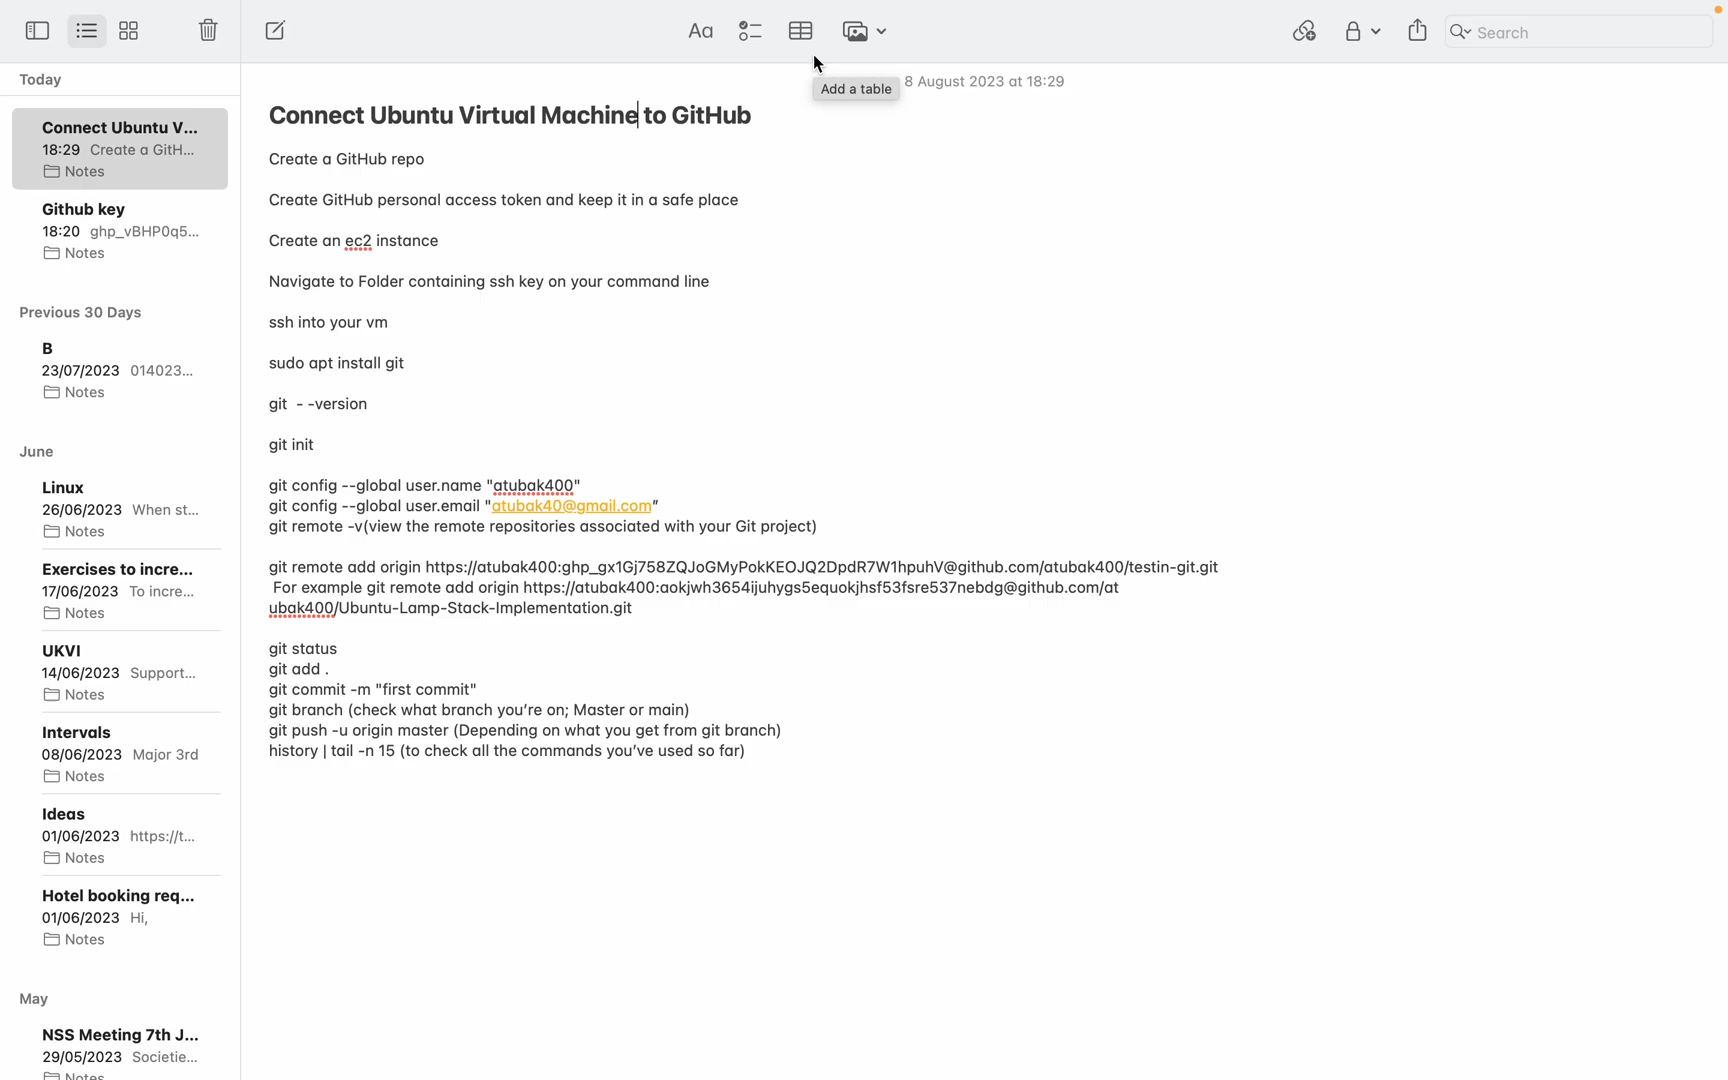 Search
Add a table
8 August 2023 at 18:29
Today
Connect Ubuntu V...
18:29 Create a GitH...
Notes
Github key
18:20 ghp_vBHP0q5...
Notes
Previous 30 Days
B
23/07/2023 014023...
Notes
June
Linux
26/06/2023 When st...
Notes
Exercises to incre...
17/06/2023 To incre...
Notes
UKVI
14/06/2023 Support...
Notes
Intervals
08/06/2023 Major 3rd
Notes
Ideas
01/06/2023 https://t...
Notes
Hotel booking req...
01/06/2023 Hi,
Notes
May
NSS Meeting 7th J...
29/05/2023 Societie...
Notes
Connect Ubuntu Virtual Machine to GitHub
Create a GitHub repo
Create GitHub personal access token and keep it in a safe place
Create an ec2 instance
Navigate to Folder containing ssh key on your command line
ssh into your vm
sudo apt install git
git - -version
git init
git config --global user.name "atubak400"
git config --global user.email "atubak40@gmail.com"
git remote -v(view the remote repositories associated with your Git project)
git remote add origin https://atubak400: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@github.com/atubak400/testin-git.git
For example git remote add origin https://atubak400:aokjwh3654ijuhygs5equokjhsf53fsre537nebdg@github.com/at
ubak400/Ubuntu-Lamp-Stack-Implementation.git
git status
git add .
git commit -m "first commit"
git branch (check what branch you're on; Master or main)
git push -u origin master (Depending on what you get from git branch)
history | tail -n 15 (to check all the commands you've used so far)